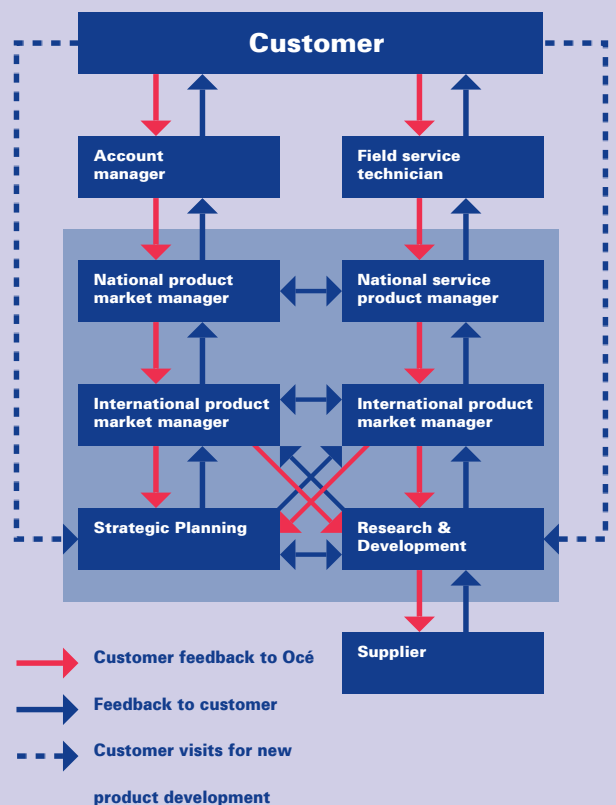 Customer
Account
manager
Field service
technician
National product
market manager
National service
product manager
International product
market manager
International product
market manager
Strategic Planning
Research &
Development
Supplier
Customer feedback to Océ
Feedback to customer
Customer visits for new
product development